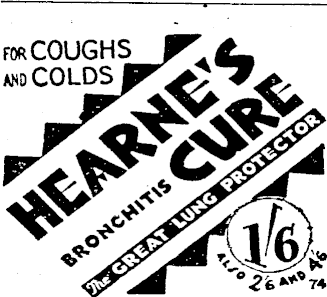 FOR COUGHS
AND COLDS
HEARNE'S
BRONCHITIS CURE
The GREAT LUNG PROTECTOR
1/6
ALSO 2'6 AND 4'6
74